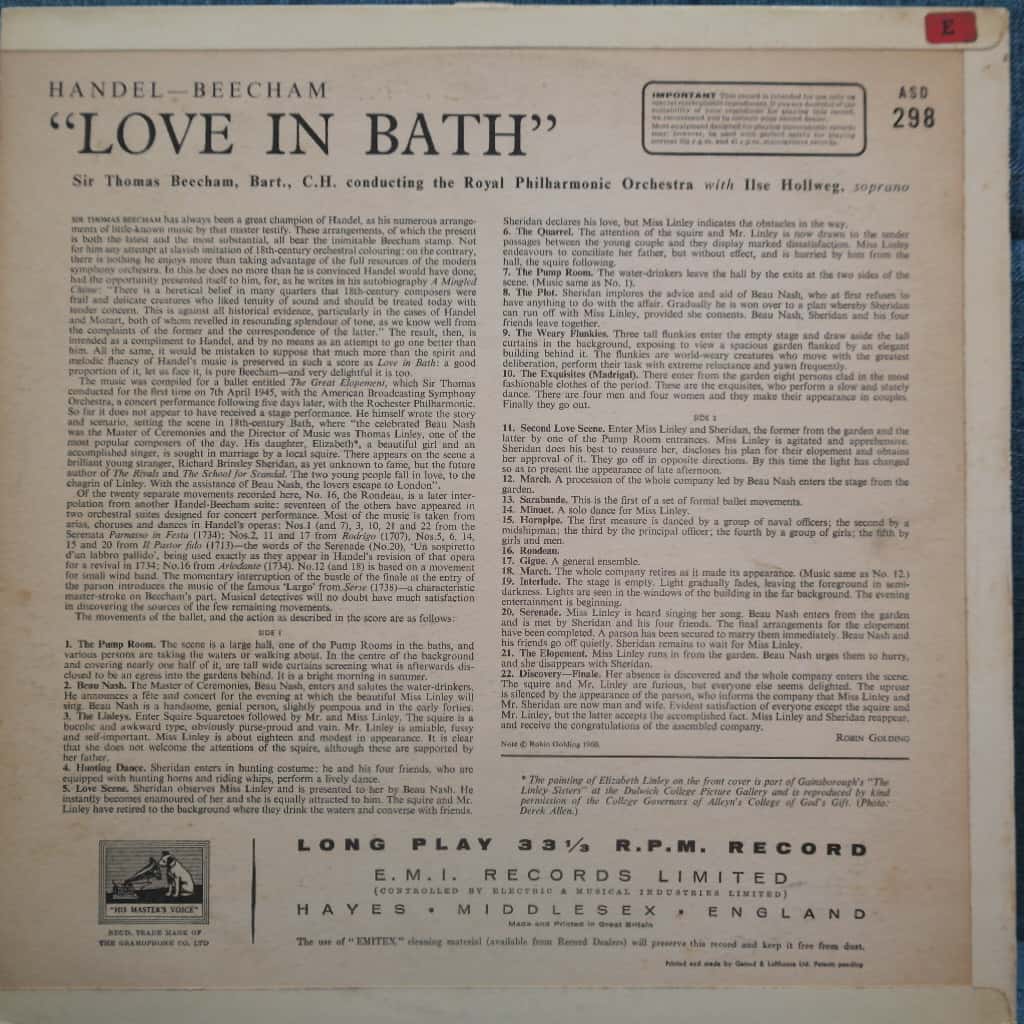 E
HANDEL—BEECHAM
"LOVE IN BATH"
IMPORTANT This record is intended for use only on
ASD
298
Sir Thomas Beecham, Bart., C.H. conducting the Royal Philharmonic Orchestra with Ilse Hollweg, soprano
SIR THOMAS BEECHAM has always been a great champion of Handel, as his numerous arrange-
ments of little-known music by that master testify. These arrangements, of which the present
is both the latest and the most substantial, all bear the inimitable Beecham stamp. Not
for him any attempt at slavish imitation of 18th-century orchestral colouring: on the contrary,
there is nothing he enjoys more than taking advantage of the full resources of the modern
symphony orchestra. In this he does no more than he is convinced Handel would have done,
had the opportunity presented itself to him, for, as he writes in his autobiography A Mingled
Chime: "There is a heretical belief in many quarters that 18th-century composers were
frail and delicate creatures who liked tenuity of sound and should be treated today with
tender concern. This is against all historical evidence, particularly in the cases of Handel
and Mozart, both of whom revelled in resounding splendour of tone, as we know well from
the complaints of the former and the correspondence of the latter." The result, then, is
intended as a compliment to Handel, and by no means as an attempt to go one better than
him. All the same, it would be mistaken to suppose that much more than the spirit and
melodic fluency of Handel's music is preserved in such a score as Love in Bath: a good
proportion of it, let us face it, is pure Beecham—and very delightful it is too.
The music was compiled for a ballet entitled The Great Elopement, which Sir Thomas
conducted for the first time on 7th April 1945, with the American Broadcasting Symphony
Orchestra, a concert performance following five days later, with the Rochester Philharmonic.
So far it does not appear to have received a stage performance. He himself wrote the story
and scenario, setting the scene in 18th-century Bath, where "the celebrated Beau Nash
was the Master of Ceremonies and the Director of Music was Thomas Linley, one of the
most popular composers of the day. His daughter, Elizabeth*, a beautiful girl and an
accomplished singer, is sought in marriage by a local squire. There appears on the scene a
brilliant young stranger, Richard Brinsley Sheridan, as yet unknown to fame, but the future
author of The Rivals and The School for Scandal. The two young people fall in love, to the
chagrin of Linley. With the assistance of Beau Nash, the lovers escape to London".
Of the twenty separate movements recorded here, No. 16, the Rondeau, is a later inter-
polation from another Handel-Beecham suite: seventeen of the others have appeared in
two orchestral suites designed for concert performance. Most of the music is taken from
arias, choruses and dances in Handel's operas: Nos.1 (and 7), 3, 10, 21 and 22 from the
Serenata Parnasso in Festa (1734); Nos.2, 11 and 17 from Rodrigo (1707), Nos.5, 6, 14,
15 and 20 from Il Pastor fido (1713)—the words of the Serenade (No.20), 'Un sospiretto
d'un labbro pallido', being used exactly as they appear in Handel's revision of that opera
for a revival in 1734; No.16 from Ariodante (1734). No.12 (and 18) is based on a movement
for small wind band. The momentary interruption of the bustle of the finale at the entry of
the parson introduces the music of the famous 'Largo' from Serse (1738)—a characteristic
master-stroke on Beecham's part. Musical detectives will no doubt have much satisfaction
in discovering the sources of the few remaining movements.
The movements of the ballet, and the action as described in the score are as follows:
SIDE 1
1. The Pump Room. The scene is a large hall, one of the Pump Rooms in the baths, and
various persons are taking the waters or walking about. In the centre of the background
and covering nearly one half of it, are tall wide curtains screening what is afterwards dis-
closed to be an egress into the gardens behind. It is a bright morning in summer.
2. Beau Nash. The Master of Ceremonies, Beau Nash, enters and salutes the water-drinkers.
He announces a fête and concert for the evening at which the beautiful Miss Linley will
sing. Beau Nash is a handsome, genial person, slightly pompous and in the early forties.
3. The Linleys. Enter Squire Squaretoes followed by Mr. and Miss Linley. The squire is a
bucolic and awkward type, obviously purse-proud and vain. Mr. Linley is amiable, fussy
and self-important. Miss Linley is about eighteen and modest in appearance. It is clear
that she does not welcome the attentions of the squire, although these are supported by
her father.
4. Hunting Dance. Sheridan enters in hunting costume: he and his four friends, who are
equipped with hunting horns and riding whips, perform a lively dance.
5. Love Scene. Sheridan observes Miss Linley and is presented to her by Beau Nash. He
instantly becomes enamoured of her and she is equally attracted to him. The squire and Mr.
Linley have retired to the background where they drink the waters and converse with friends.
Sheridan declares his love, but Miss Linley indicates the obstacles in the way.
6. The Quarrel. The attention of the squire and Mr. Linley is now drawn to the tender
passages between the young couple and they display marked dissatisfaction. Miss Linley
endeavours to conciliate her father, but without effect, and is hurried by him from the
hall, the squire following.
7. The Pump Room. The water-drinkers leave the hall by the exits at the two sides of the
scene. (Music same as No. 1).
8. The Plot. Sheridan implores the advice and aid of Beau Nash, who at first refuses to
have anything to do with the affair. Gradually he is won over to a plan whereby Sheridan
can run off with Miss Linley, provided she consents. Beau Nash, Sheridan and his four
friends leave together.
9. The Weary Flunkies. Three tall flunkies enter the empty stage and draw aside the tall
curtains in the background, exposing to view a spacious garden flanked by an elegant
building behind it. The flunkies are world-weary creatures who move with the greatest
deliberation, perform their task with extreme reluctance and yawn frequently.
10. The Exquisites (Madrigal). There enter from the garden eight persons clad in the most
fashionable clothes of the period. These are the exquisites, who perform a slow and stately
dance. There are four men and four women and they make their appearance in couples.
Finally they go out.
SIDE 2
11. Second Love Scene. Enter Miss Linley and Sheridan, the former from the garden and the
latter by one of the Pump Room entrances. Miss Linley is agitated and apprehensive.
Sheridan does his best to reassure her, discloses his plan for their elopement and obtains
her approval of it. They go off in opposite directions. By this time the light has changed
so as to present the appearance of late afternoon.
12. March. A procession of the whole company led by Beau Nash enters the stage from the
garden.
13. Sarabande. This is the first of a set of formal ballet movements.
14. Minuet. A solo dance for Miss Linley.
15. Hornpipe. The first measure is danced by a group of naval officers; the second by a
midshipman; the third by the principal officer; the fourth by a group of girls; the fifth by
girls and men.
16. Rondeau.
17. Gigue. A general ensemble.
18. March. The whole company retires as it made its appearance. (Music same as No. 12.)
19. Interlude. The stage is empty. Light gradually fades, leaving the foreground in semi-
darkness. Lights are seen in the windows of the building in the far background. The evening
entertainment is beginning.
20. Serenade. Miss Linley is heard singing her song. Beau Nash enters from the garden
and is met by Sheridan and his four friends. The final arrangements for the elopement
have been completed. A parson has been secured to marry them immediately. Beau Nash and
his friends go off quietly. Sheridan remains to wait for Miss Linley.
21. The Elopement. Miss Linley runs in from the garden. Beau Nash urges them to hurry,
and she disappears with Sheridan.
22. Discovery—Finale. Her absence is discovered and the whole company enters the scene.
The squire and Mr. Linley are furious, but everyone else seems delighted. The uproar
is silenced by the appearance of the parson, who informs the company that Miss Linley and
Mr. Sheridan are now man and wife. Evident satisfaction of everyone except the squire and
Mr. Linley, but the latter accepts the accomplished fact. Miss Linley and Sheridan reappear,
and receive the congratulations of the assembled company.
ROBIN GOLDING
Note © Robin Golding 1960.
* The painting of Elizabeth Linley on the front cover is part of Gainsborough's "The
Linley Sisters" at the Dulwich College Picture Gallery and is reproduced by kind
permission of the College Governors of Alleyn's College of God's Gift. (Photo:
Derek Allen.)
"HIS MASTER'S VOICE"
REGD. TRADE MARK OF
THE GRAMOPHONE CO. LTD
LONG PLAY 33⅓ R.P.M. RECORD
E.M.I. RECORDS LIMITED
(CONTROLLED BY ELECTRIC & MUSICAL INDUSTRIES LIMITED)
HAYES • MIDDLESEX • ENGLAND
Made and Printed in Great Britain
The use of "EMITEX" cleaning material (available from Record Dealers) will preserve this record and keep it free from dust.
Printed and made by Garrod & Lofthouse Ltd. Patents pending